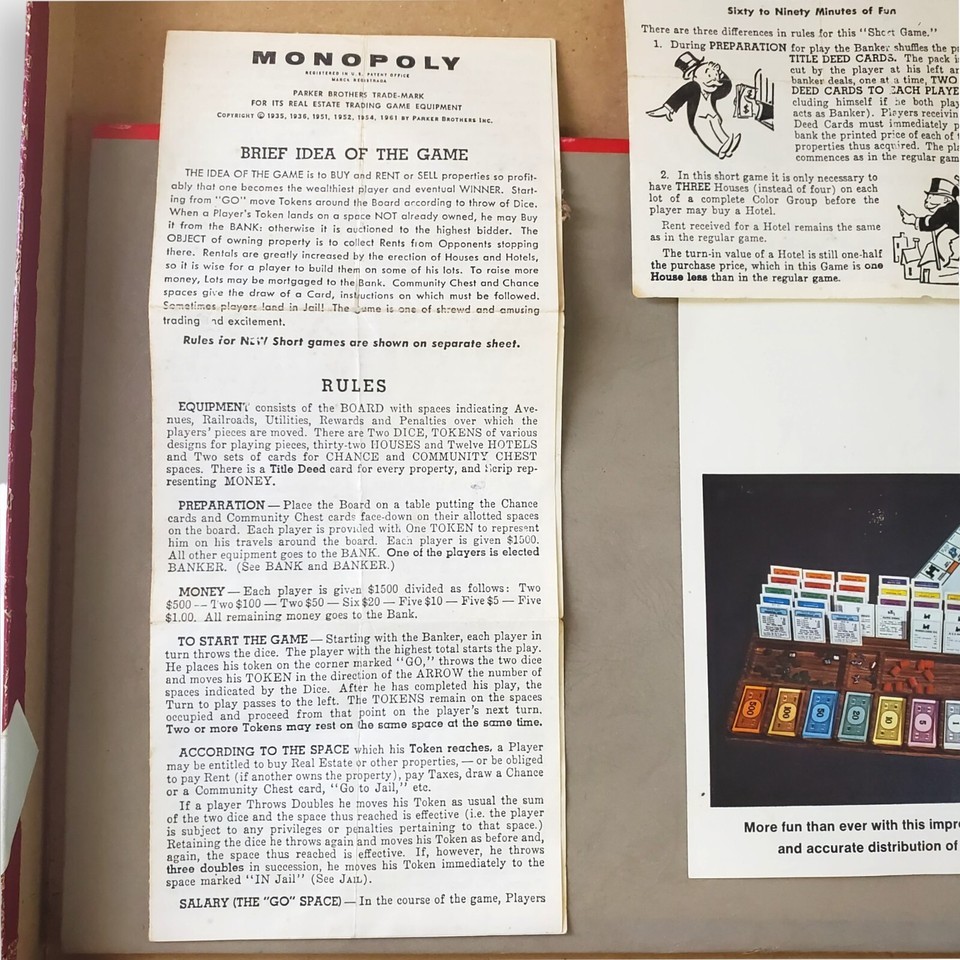 MONOPOLY
REGISTERED IN U. S. PATENT OFFICE
MARCA REGISTRADA
PARKER BROTHERS TRADE-MARK
FOR ITS REAL ESTATE TRADING GAME EQUIPMENT
COPYRIGHT © 1935, 1936, 1951, 1952, 1954, 1961 BY PARKER BROTHERS INC.
BRIEF IDEA OF THE GAME
THE IDEA OF THE GAME is to BUY and RENT or SELL properties so profit-
ably that one becomes the wealthiest player and eventual WINNER. Start-
ing from "GO" move Tokens around the Board according to throw of Dice.
When a Player's Token lands on a space NOT already owned, he may Buy
it from the BANK: otherwise it is auctioned to the highest bidder. The
OBJECT of owning property is to collect Rents from Opponents stopping
there. Rentals are greatly increased by the erection of Houses and Hotels,
so it is wise for a player to build them on some of his lots. To raise more
money, Lots may be mortgaged to the Bank. Community Chest and Chance
spaces give the draw of a Card, instructions on which must be followed.
Sometimes players land in Jail! The game is one of shrewd and amusing
trading and excitement.
Rules for NEW Short games are shown on separate sheet.
RULES
EQUIPMENT consists of the BOARD with spaces indicating Ave-
nues, Railroads, Utilities, Rewards and Penalties over which the
players' pieces are moved. There are Two DICE, TOKENS of various
designs for playing pieces, thirty-two HOUSES and Twelve HOTELS
and Two sets of cards for CHANCE and COMMUNITY CHEST
spaces. There is a Title Deed card for every property, and Scrip rep-
resenting MONEY.
PREPARATION — Place the Board on a table putting the Chance
cards and Community Chest cards face-down on their allotted spaces
on the board. Each player is provided with One TOKEN to represent
him on his travels around the board. Each player is given $1500.
All other equipment goes to the BANK. One of the players is elected
BANKER. (See BANK and BANKER.)
MONEY — Each player is given $1500 divided as follows: Two
$500 -- Two $100 — Two $50 — Six $20 — Five $10 — Five $5 — Five
$1.00. All remaining money goes to the Bank.
TO START THE GAME — Starting with the Banker, each player in
turn throws the dice. The player with the highest total starts the play.
He places his token on the corner marked "GO," throws the two dice
and moves his TOKEN in the direction of the ARROW the number of
spaces indicated by the Dice. After he has completed his play, the
Turn to play passes to the left. The TOKENS remain on the spaces
occupied and proceed from that point on the player's next turn.
Two or more Tokens may rest on the same space at the same time.
ACCORDING TO THE SPACE which his Token reaches, a Player
may be entitled to buy Real Estate or other properties, — or be obliged
to pay Rent (if another owns the property), pay Taxes, draw a Chance
or a Community Chest card, "Go to Jail," etc.
If a player Throws Doubles he moves his Token as usual the sum
of the two dice and the space thus reached is effective (i.e. the player
is subject to any privileges or penalties pertaining to that space.)
Retaining the dice he throws again and moves his Token as before and,
again, the space thus reached is effective. If, however, he throws
three doubles in succession, he moves his Token immediately to the
space marked "IN Jail" (See JAIL).
SALARY (THE "GO" SPACE) — In the course of the game, Players
Sixty to Ninety Minutes of Fun
There are three differences in rules for this "Short Game."
1. During PREPARATION for play the Banker shuffles the
TITLE DEED CARDS. The pack is
cut by the player at his left
banker deals, one at a time, TWO
DEED CARDS TO EACH
cluding himself if he both
acts as Banker). Players
Deed Cards must immediately
bank the printed price of each of
properties thus acquired. The
commences as in the regular
2. In this short game it is only necessary to
have THREE Houses (instead of four) on each
lot of a complete Color Group before the
player may buy a Hotel.
Rent received for a Hotel remains the same
as in the regular game.
The turn-in value of a Hotel is still one-half
the purchase price, which in this Game is one
House less than in the regular game.
500
100
50
20
10
5
1
More fun than ever with this
and accurate distribution of